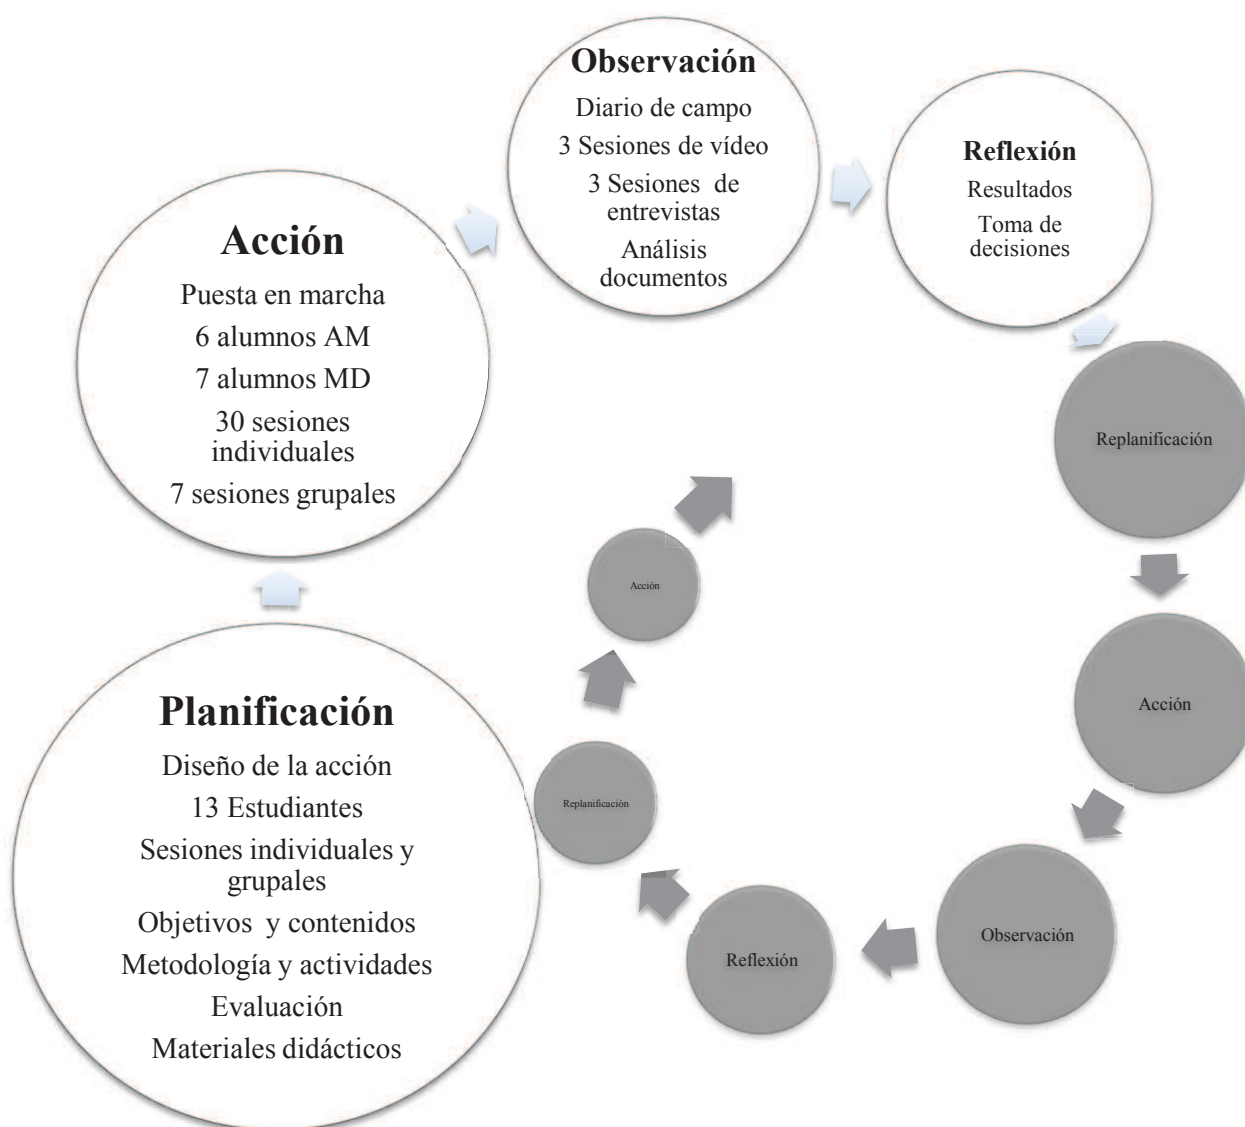 Planificación
Diseño de la acción
13 Estudiantes
Sesiones individuales y
grupales
Objetivos y contenidos
Metodología y actividades
Evaluación
Materiales didácticos
Acción
Puesta en marcha
6 alumnos AM
7 alumnos MD
30 sesiones
individuales
7 sesiones grupales
Observación
Diario de campo
3 Sesiones de vídeo
3 Sesiones de
entrevistas
Análisis
documentos
Reflexión
Resultados
Toma de
decisiones
Replanificación
Acción
Observación
Reflexión
Replanificación
Acción